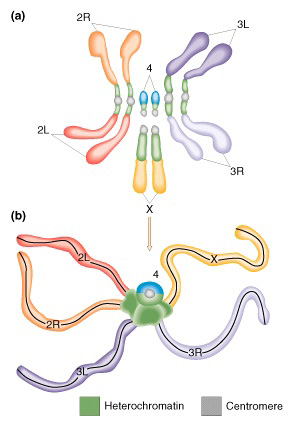 (a)
2R
3L
4
2L
3R
X
(b)
4
2L
X
2R
3R
3L
Heterochromatin
Centromere